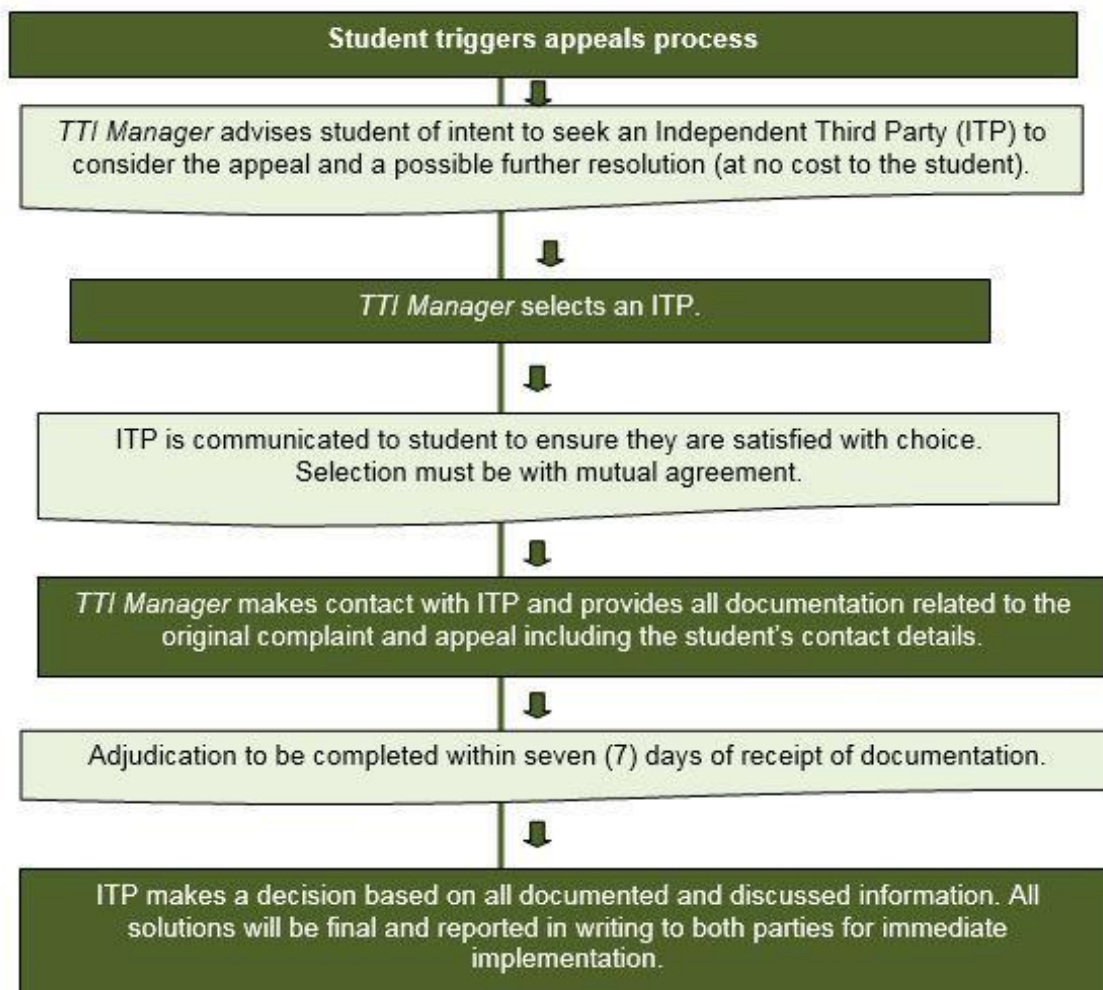 Student triggers appeals process
TTI Manager advises student of intent to seek an Independent Third Party (ITP) to
consider the appeal and a possible further resolution (at no cost to the student).
TTI Manager selects an ITP.
ITP is communicated to student to ensure they are satisfied with choice.
Selection must be with mutual agreement.
TTI Manager makes contact with ITP and provides all documentation related to the
original complaint and appeal including the student's contact details.
Adjudication to be completed within seven (7) days of receipt of documentation.
ITP makes a decision based on all documented and discussed information. All
solutions will be final and reported in writing to both parties for immediate
implementation.